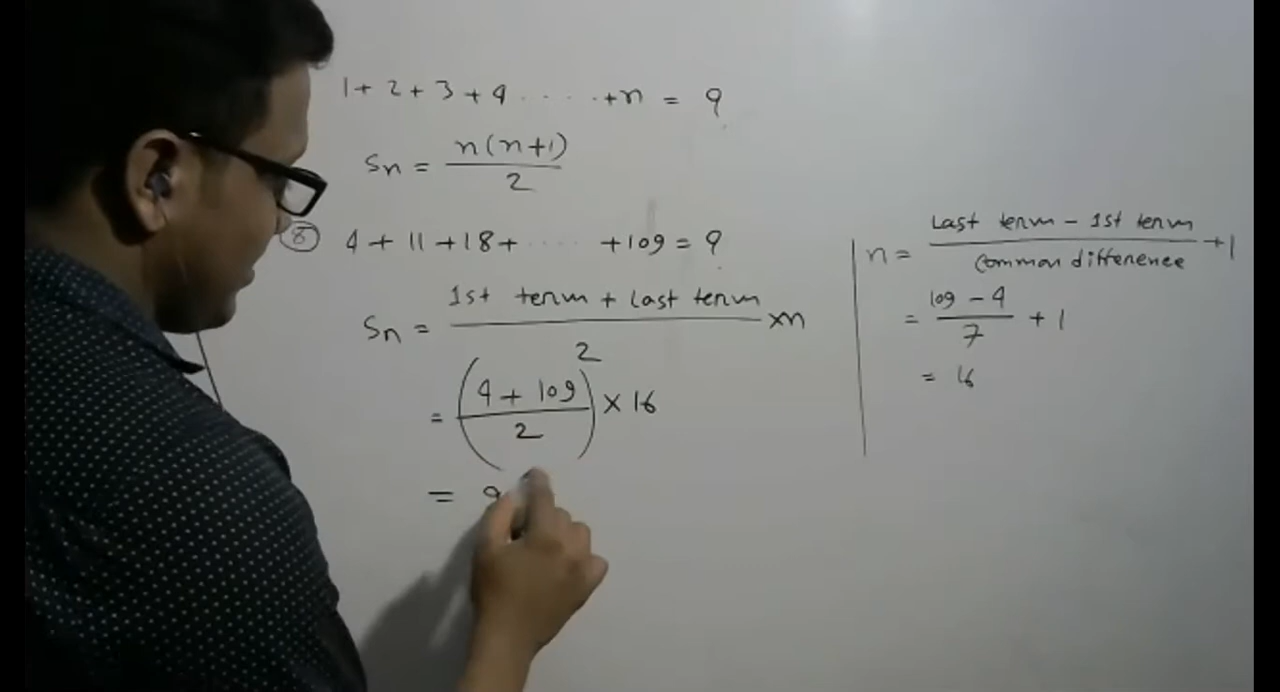 1 + 2 + 3 + 4 ..... + n = ?
Sn = n(n+1) / 2
⑧ 4 + 11 + 18 + ..... + 109 = ?
Sn = 1st term + last term / 2 × n
= (4 + 109 / 2) × 16
= 9
n = Last term − 1st term / Common difference + 1
= 109 − 4 / 7 + 1
= 16